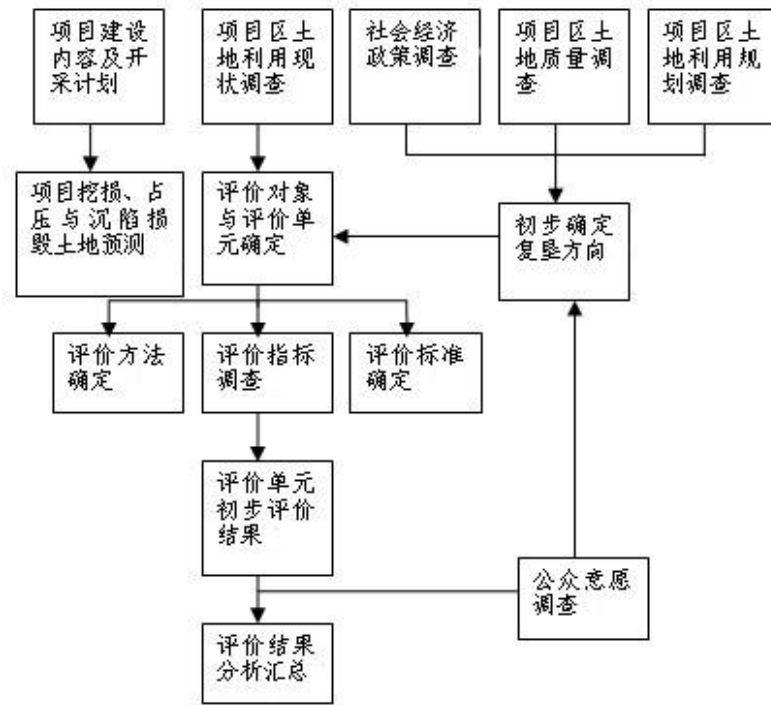 项目建设
内容及开
采计划
项目区土
地利用现
状调查
社会经济
政策调查
项目区土
地质量调
查
项目区土
地利用规
划调查
项目挖损、占
压与沉陷损
毁土地预测
评价对象
与评价单
元确定
初步确定
复垦方向
评价方法
确定
评价指标
调查
评价标准
确定
评价单元
初步评价
结果
公众意愿
调查
评价结果
分析汇总